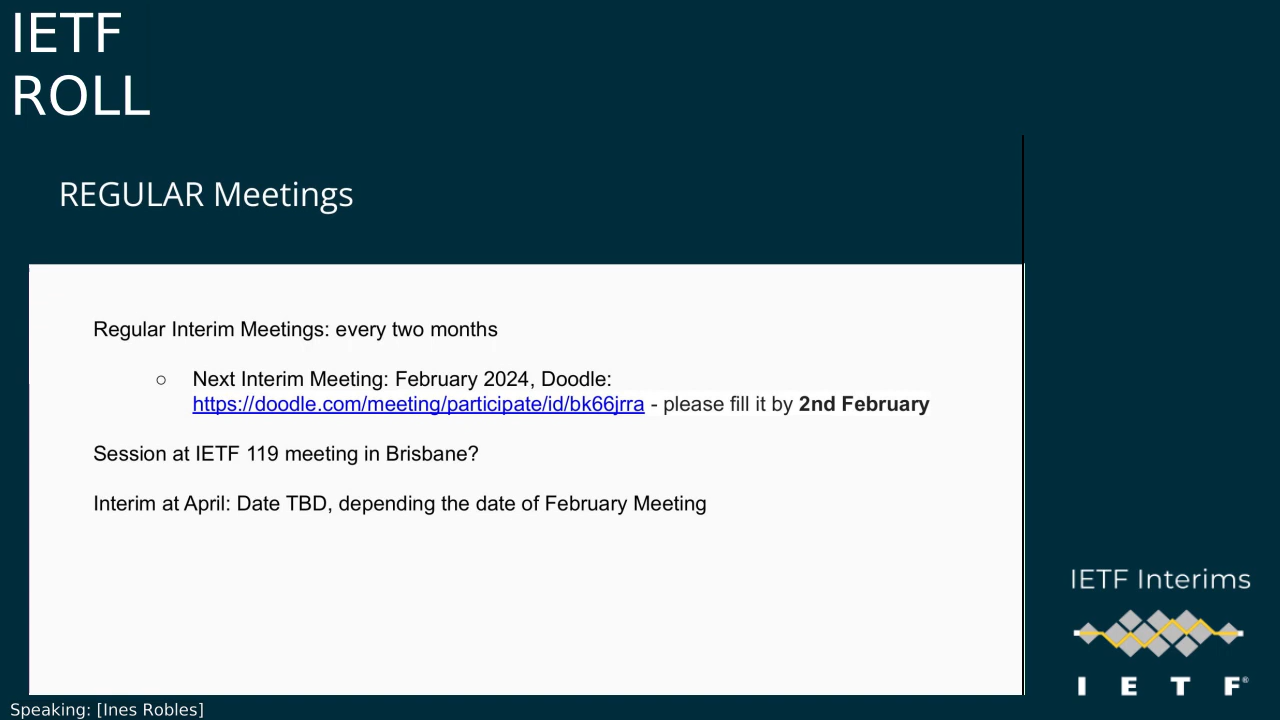 IETF
ROLL
REGULAR Meetings
Regular Interim Meetings: every two months
○ Next Interim Meeting: February 2024, Doodle:
https://doodle.com/meeting/participate/id/bk66jrra - please fill it by 2nd February
Session at IETF 119 meeting in Brisbane?
Interim at April: Date TBD, depending the date of February Meeting
IETF Interims
I E T F®
Speaking: [Ines Robles]